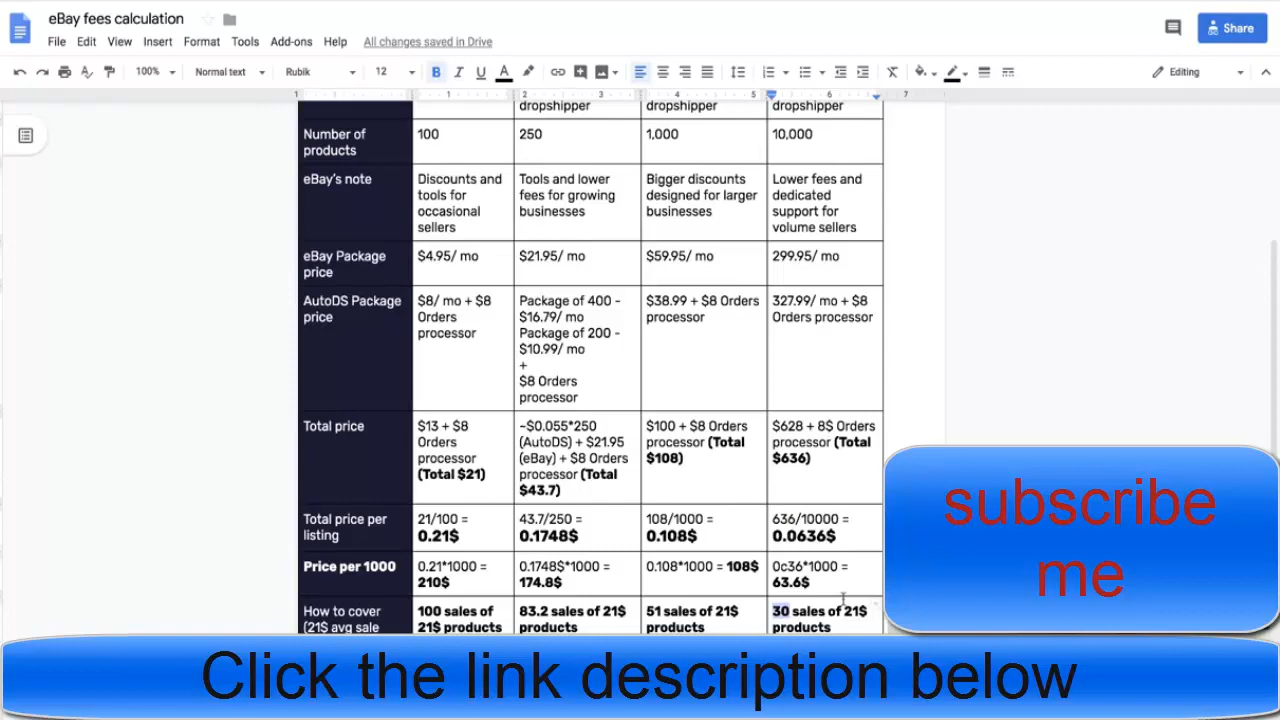 eBay fees calculation
File Edit View Insert Format Tools Add-ons Help All changes saved in Drive
Share
100% Normal text Rubik 12 B I U A Editing
1 1 2 3 4 5 6 7
dropshipper dropshipper dropshipper
Number of products
100
250
1,000
10,000
eBay's note
Discounts and
tools for
occasional
sellers
Tools and lower
fees for growing
businesses
Bigger discounts
designed for larger
businesses
Lower fees and
dedicated
support for
volume sellers
eBay Package
price
$4.95/ mo
$21.95/ mo
$59.95/ mo
299.95/ mo
AutoDS Package
price
$8/ mo + $8
Orders
processor
Package of 400 -
$16.79/ mo
Package of 200 -
$10.99/ mo
+
$8 Orders
processor
$38.99 + $8 Orders
processor
327.99/ mo + $8
Orders processor
Total price
$13 + $8
Orders
processor
(Total $21)
~$0.055*250
(AutoDS) + $21.95
(eBay) + $8 Orders
processor (Total
$43.7)
$100 + $8 Orders
processor (Total
$108)
$628 + 8$ Orders
processor (Total
$636)
Total price per
listing
21/100 =
0.21$
43.7/250 =
0.1748$
108/1000 =
0.108$
636/10000 =
0.0636$
Price per 1000
0.21*1000 =
210$
0.1748$*1000 =
174.8$
0.108*1000 = 108$
0c36*1000 =
63.6$
How to cover
(21$ avg sale
100 sales of
21$ products
83.2 sales of 21$
products
51 sales of 21$
products
30 sales of 21$
products
subscribe
me
Click the link description below